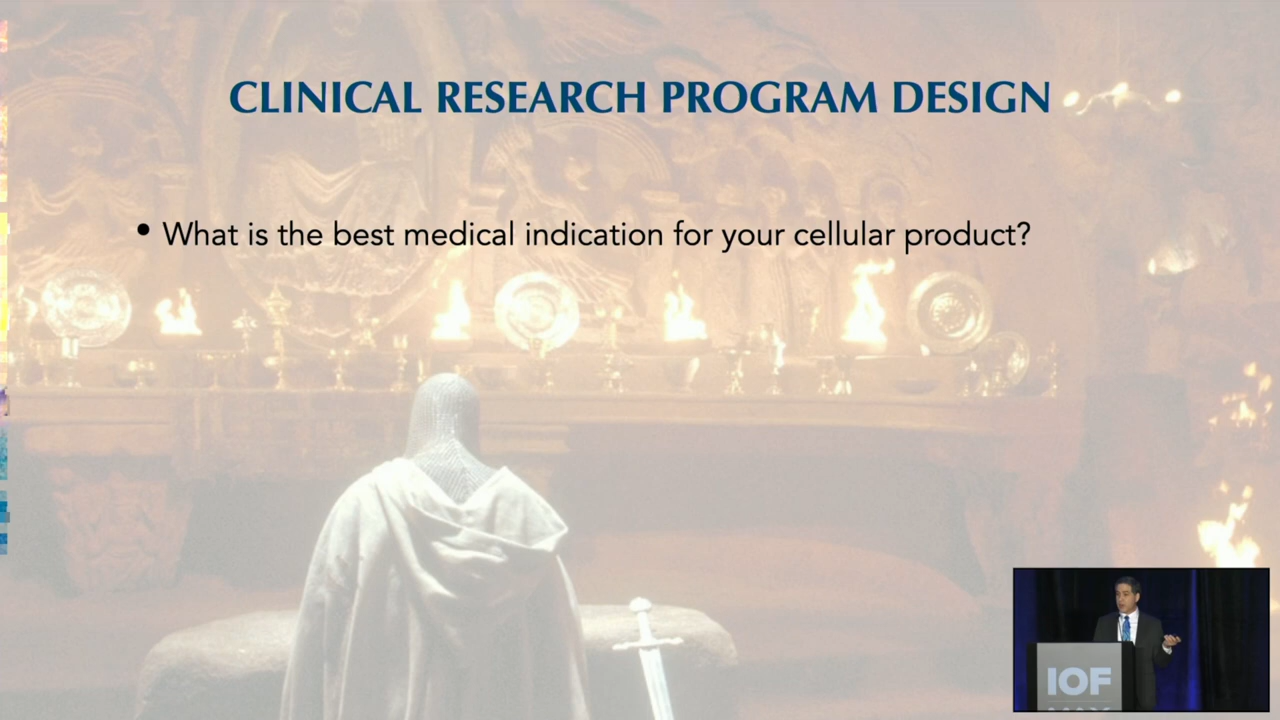 CLINICAL RESEARCH PROGRAM DESIGN
• What is the best medical indication for your cellular product?
IOF